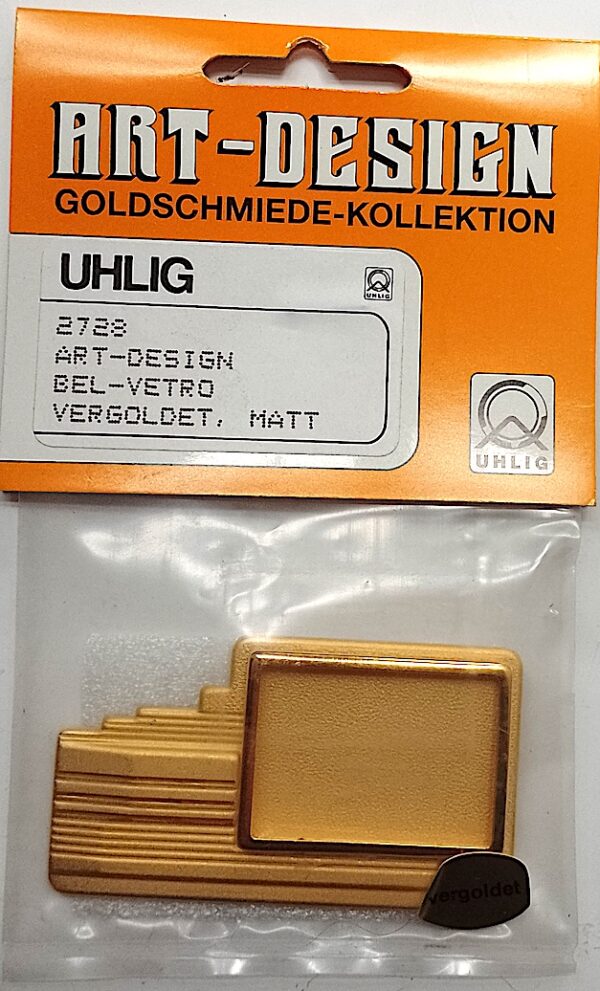 ART-DESIGN
GOLDSCHMIEDE-KOLLEKTION
UHLIG
UHLIG
2728
ART-DESIGN
BEL-VETRO
VERGOLDET, MATT
UHLIG
vergoldet